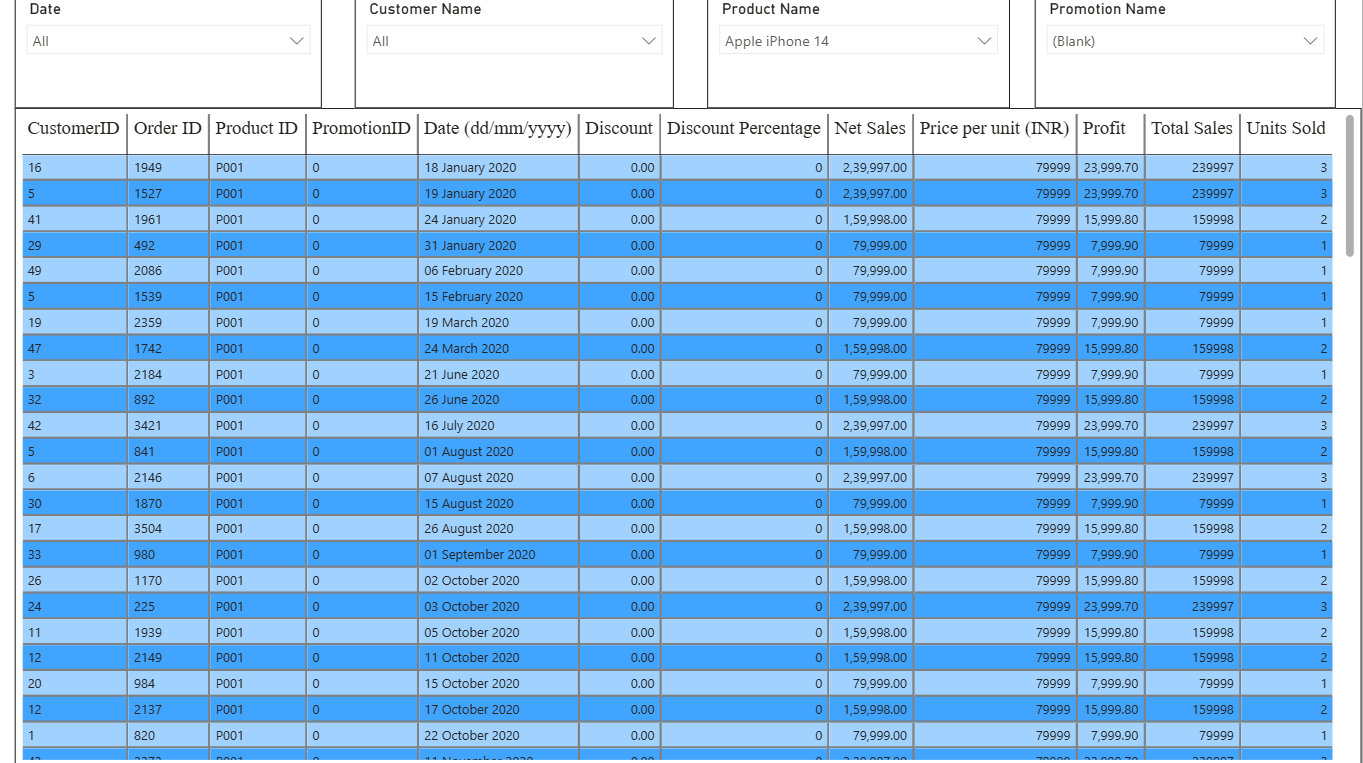 Date Customer Name Product Name Promotion Name
All All Apple iPhone 14 (Blank)
CustomerID Order ID Product ID PromotionID Date (dd/mm/yyyy) Discount Discount Percentage Net Sales Price per unit (INR) Profit Total Sales Units Sold
16 1949 P001 0 18 January 2020 0.00 0 2,39,997.00 79999 23,999.70 239997 3
5 1527 P001 0 19 January 2020 0.00 0 2,39,997.00 79999 23,999.70 239997 3
41 1961 P001 0 24 January 2020 0.00 0 1,59,998.00 79999 15,999.80 159998 2
29 492 P001 0 31 January 2020 0.00 0 79,999.00 79999 7,999.90 79999 1
49 2086 P001 0 06 February 2020 0.00 0 79,999.00 79999 7,999.90 79999 1
5 1539 P001 0 15 February 2020 0.00 0 79,999.00 79999 7,999.90 79999 1
19 2359 P001 0 19 March 2020 0.00 0 79,999.00 79999 7,999.90 79999 1
47 1742 P001 0 24 March 2020 0.00 0 1,59,998.00 79999 15,999.80 159998 2
3 2184 P001 0 21 June 2020 0.00 0 79,999.00 79999 7,999.90 79999 1
32 892 P001 0 26 June 2020 0.00 0 1,59,998.00 79999 15,999.80 159998 2
42 3421 P001 0 16 July 2020 0.00 0 2,39,997.00 79999 23,999.70 239997 3
5 841 P001 0 01 August 2020 0.00 0 1,59,998.00 79999 15,999.80 159998 2
6 2146 P001 0 07 August 2020 0.00 0 2,39,997.00 79999 23,999.70 239997 3
30 1870 P001 0 15 August 2020 0.00 0 79,999.00 79999 7,999.90 79999 1
17 3504 P001 0 26 August 2020 0.00 0 1,59,998.00 79999 15,999.80 159998 2
33 980 P001 0 01 September 2020 0.00 0 79,999.00 79999 7,999.90 79999 1
26 1170 P001 0 02 October 2020 0.00 0 1,59,998.00 79999 15,999.80 159998 2
24 225 P001 0 03 October 2020 0.00 0 2,39,997.00 79999 23,999.70 239997 3
11 1939 P001 0 05 October 2020 0.00 0 1,59,998.00 79999 15,999.80 159998 2
12 2149 P001 0 11 October 2020 0.00 0 1,59,998.00 79999 15,999.80 159998 2
20 984 P001 0 15 October 2020 0.00 0 79,999.00 79999 7,999.90 79999 1
12 2137 P001 0 17 October 2020 0.00 0 1,59,998.00 79999 15,999.80 159998 2
1 820 P001 0 22 October 2020 0.00 0 79,999.00 79999 7,999.90 79999 1